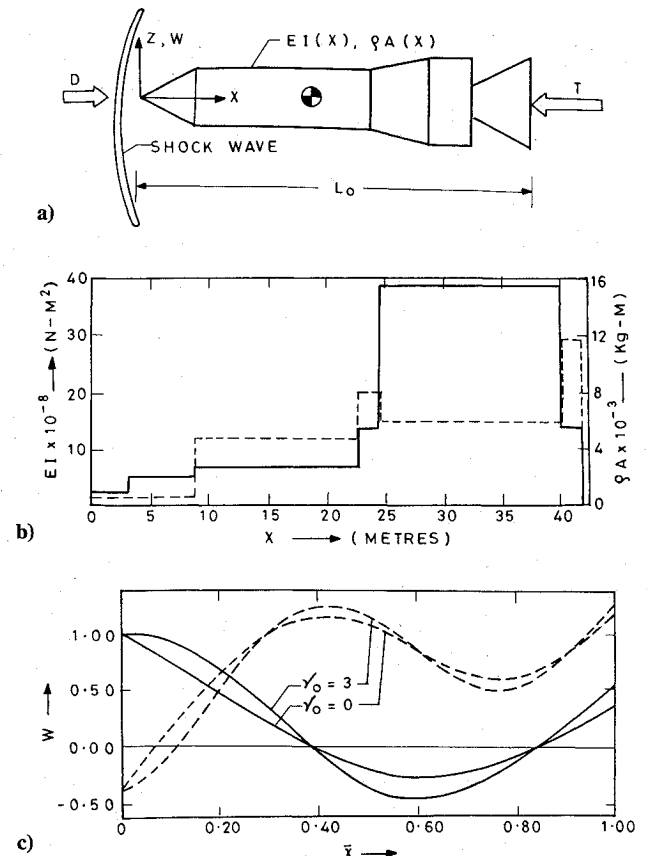 Z, W
EI(X), ρA(X)
D
X
T
SHOCK WAVE
L₀
a)
EI x 10⁻⁸ → (N-M²)
40
30
20
10
0 5 10 15 20 25 30 35 40
X → (METRES)
16
12
8
4
0
ρA x 10⁻³ → (Kg-M)
b)
W →
1·00
0·50
0·00
-0·50
γ₀ = 3
γ₀ = 0
0 0·20 0·40 0·60 0·80 1·00
X̄ →
c)